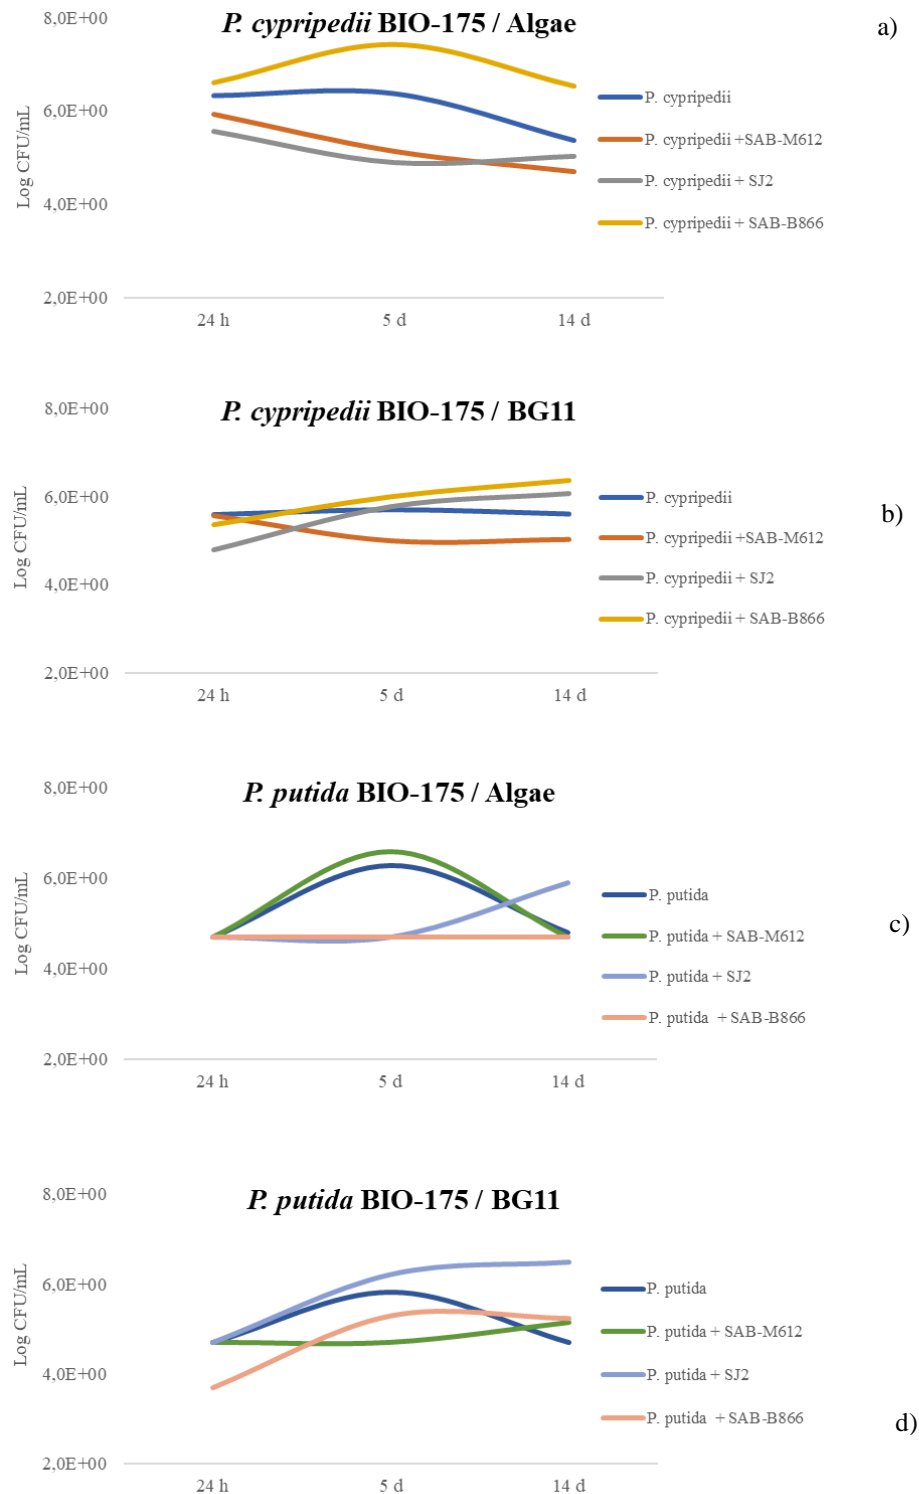 P. cypripedii BIO-175 / Algae
a)
8,0E+00
6,0E+00
4,0E+00
2,0E+00
Log CFU/mL
24 h
5 d
14 d
P. cypripedii
P. cypripedii +SAB-M612
P. cypripedii + SJ2
P. cypripedii + SAB-B866
P. cypripedii BIO-175 / BG11
b)
8,0E+00
6,0E+00
4,0E+00
2,0E+00
Log CFU/mL
24 h
5 d
14 d
P. cypripedii
P. cypripedii +SAB-M612
P. cypripedii + SJ2
P. cypripedii + SAB-B866
P. putida BIO-175 / Algae
c)
8,0E+00
6,0E+00
4,0E+00
2,0E+00
Log CFU/mL
24 h
5 d
14 d
P. putida
P. putida + SAB-M612
P. putida + SJ2
P. putida + SAB-B866
P. putida BIO-175 / BG11
d)
8,0E+00
6,0E+00
4,0E+00
2,0E+00
Log CFU/mL
24 h
5 d
14 d
P. putida
P. putida + SAB-M612
P. putida + SJ2
P. putida + SAB-B866